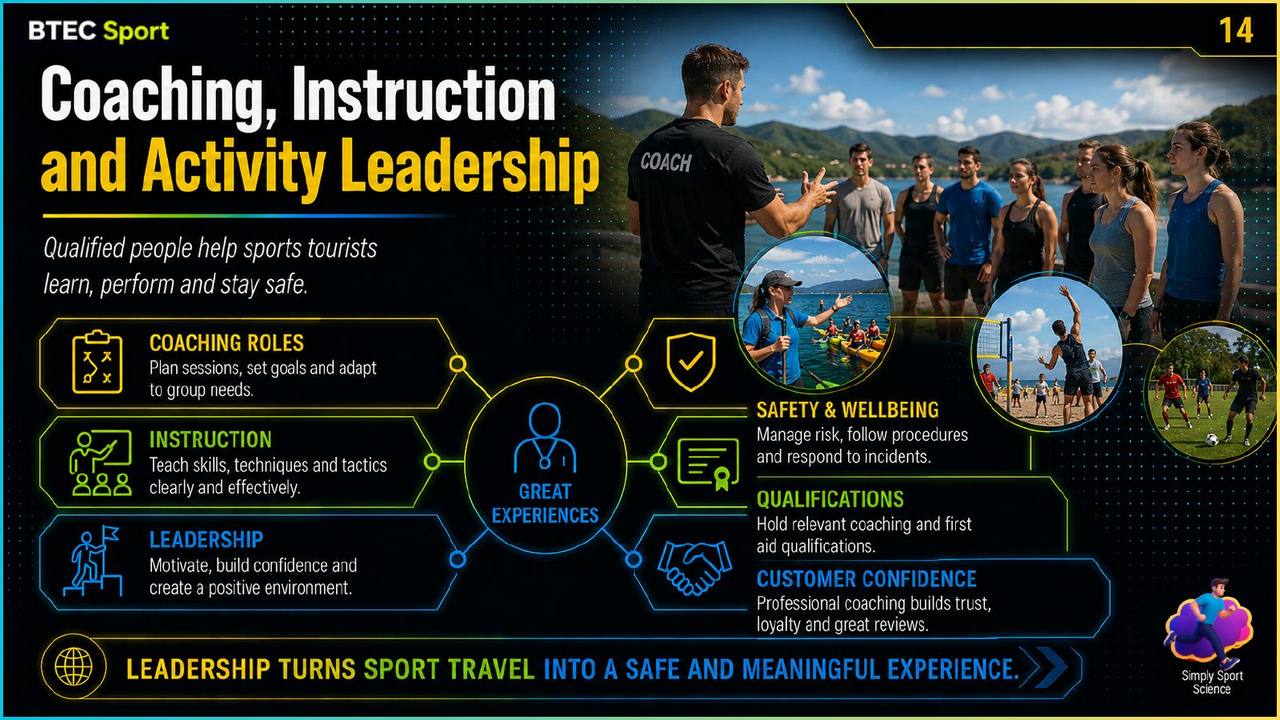 BTEC Sport
14
Coaching, Instruction
and Activity Leadership
Qualified people help sports tourists
learn, perform and stay safe.
COACH
COACHING ROLES
Plan sessions, set goals and adapt
to group needs.
INSTRUCTION
Teach skills, techniques and tactics
clearly and effectively.
LEADERSHIP
Motivate, build confidence and
create a positive environment.
GREAT
EXPERIENCES
SAFETY & WELLBEING
Manage risk, follow procedures
and respond to incidents.
QUALIFICATIONS
Hold relevant coaching and first
aid qualifications.
CUSTOMER CONFIDENCE
Professional coaching builds trust,
loyalty and great reviews.
LEADERSHIP TURNS SPORT TRAVEL INTO A SAFE AND MEANINGFUL EXPERIENCE.
Simply Sport
Science